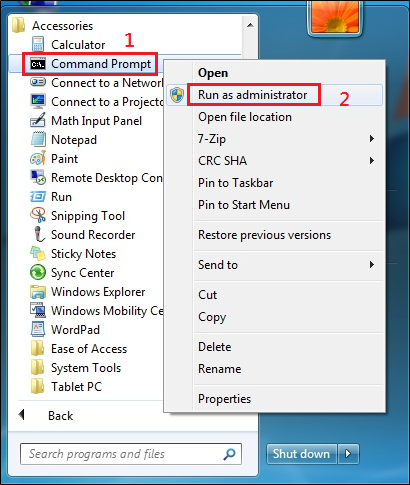 Accessories
Calculator
1
Command Prompt
Connect to a Netwo
Connect to a Projecto
Math Input Panel
Notepad
Paint
Remote Desktop Con
Run
Snipping Tool
Sound Recorder
Sticky Notes
Sync Center
Windows Explorer
Windows Mobility Ce
WordPad
Ease of Access
System Tools
Tablet PC
Back
Search programs and files
Shut down
Open
Run as administrator
2
Open file location
7-Zip
CRC SHA
Pin to Taskbar
Pin to Start Menu
Restore previous versions
Send to
Cut
Copy
Delete
Rename
Properties